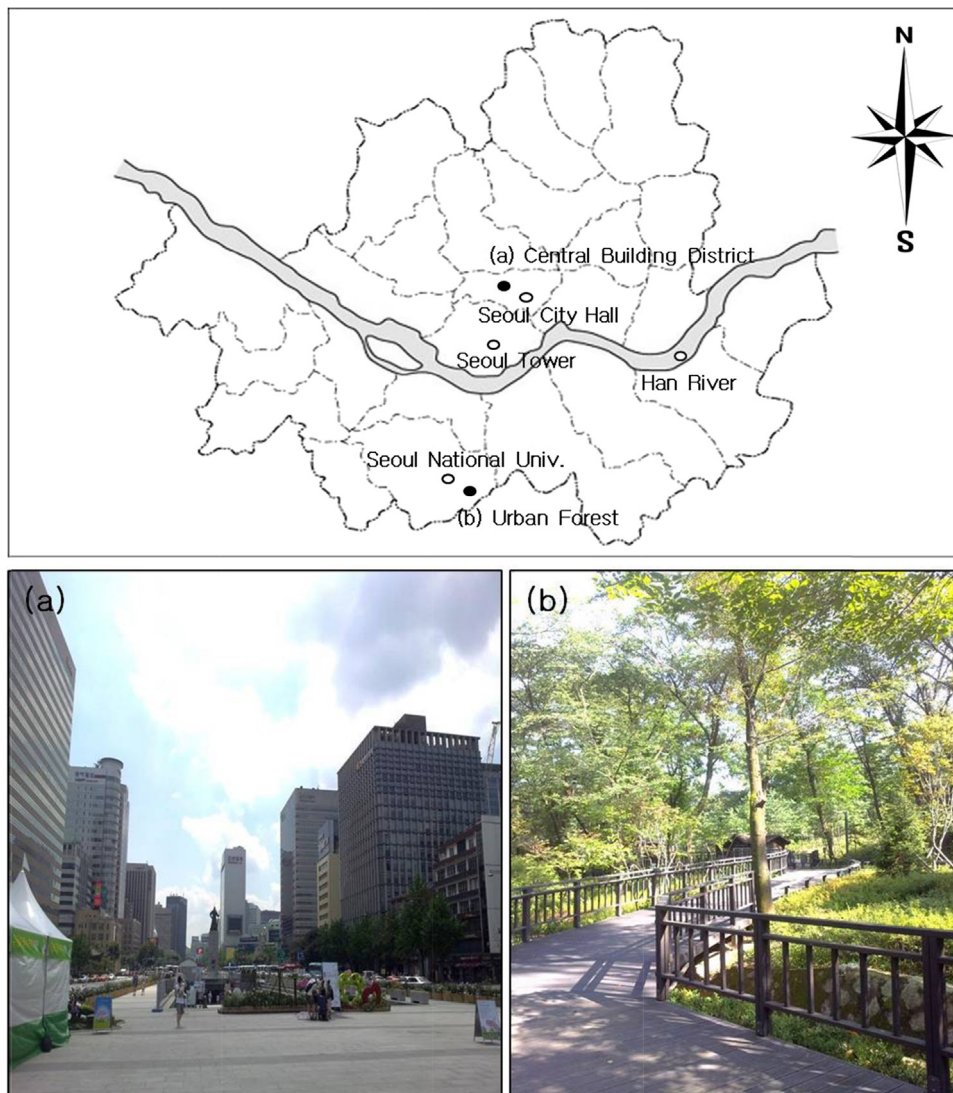 N
S
(a) Central Building District
Seoul City Hall
Seoul Tower
Han River
Seoul National Univ.
(b) Urban Forest
(a)
(b)